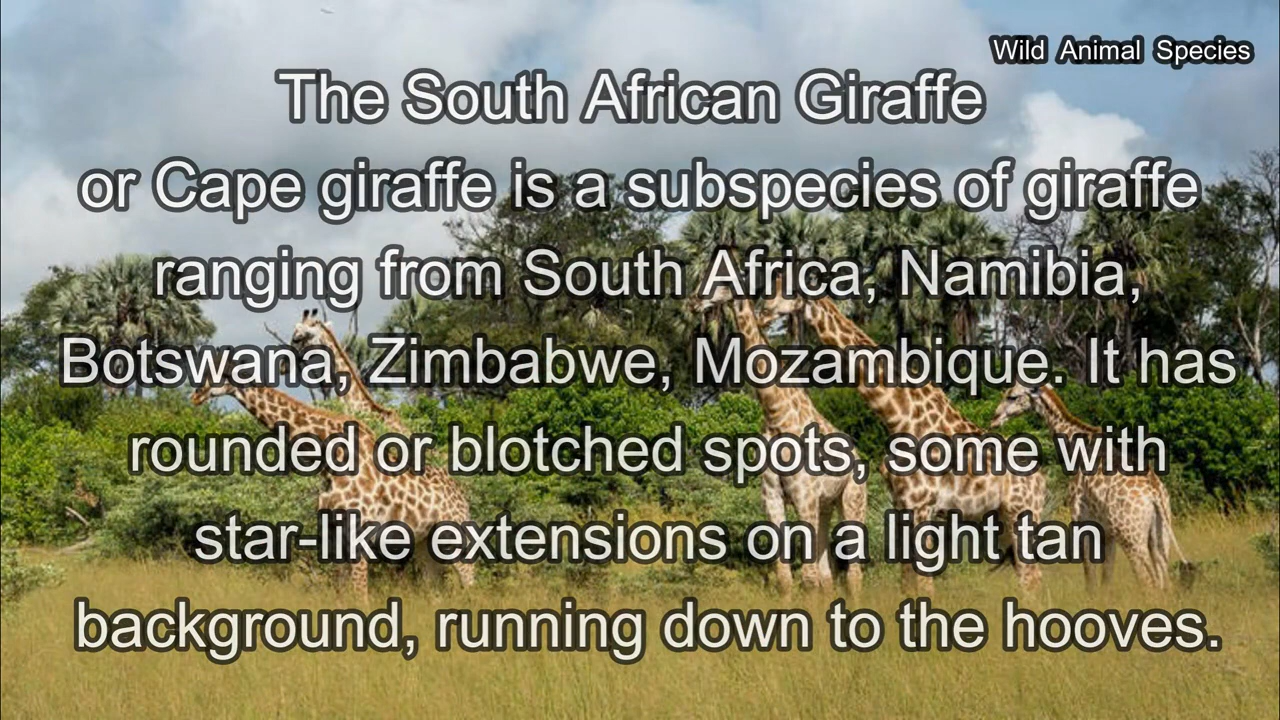 Wild Animal Species
The South African Giraffe
or Cape giraffe is a subspecies of giraffe
ranging from South Africa, Namibia,
Botswana, Zimbabwe, Mozambique. It has
rounded or blotched spots, some with
star-like extensions on a light tan
background, running down to the hooves.